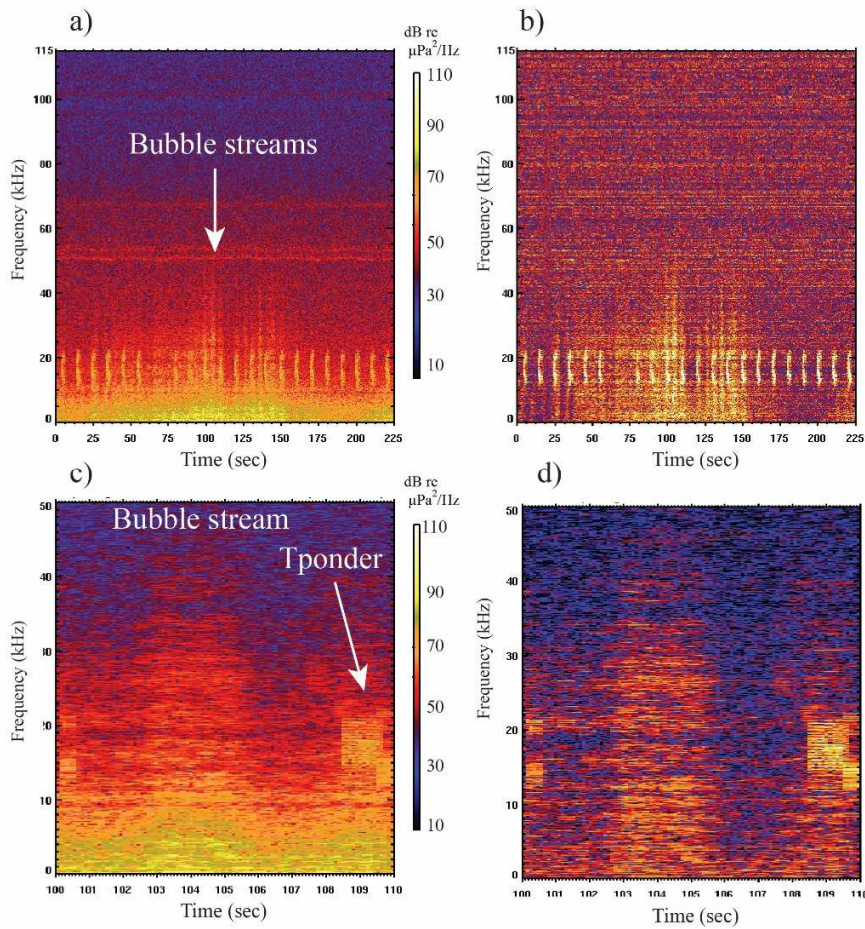 a)
dB re
µPa²/Hz
b)
115
100
80
60
40
20
0
Frequency (kHz)
Bubble streams
110
90
70
50
30
10
115
100
80
60
40
20
0
Frequency (kHz)
0 25 50 75 100 125 150 175 200 225
Time (sec)
0 25 50 75 100 125 150 175 200 225
Time (sec)
c)
dB re
µPa²/Hz
d)
50
40
30
20
10
0
Frequency (kHz)
Bubble stream
Tponder
110
90
70
50
30
10
50
40
30
20
10
0
Frequency (kHz)
100 101 102 103 104 105 106 107 108 109 110
Time (sec)
100 101 102 103 104 105 106 107 108 109 110
Time (sec)